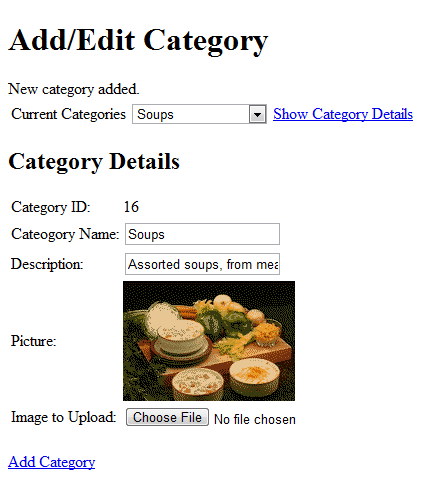 Add/Edit Category
New category added.
Current Categories Soups Show Category Details
Category Details
Category ID: 16
Cateogory Name: Soups
Description: Assorted soups, from mea
Picture:
Image to Upload: Choose File No file chosen
Add Category